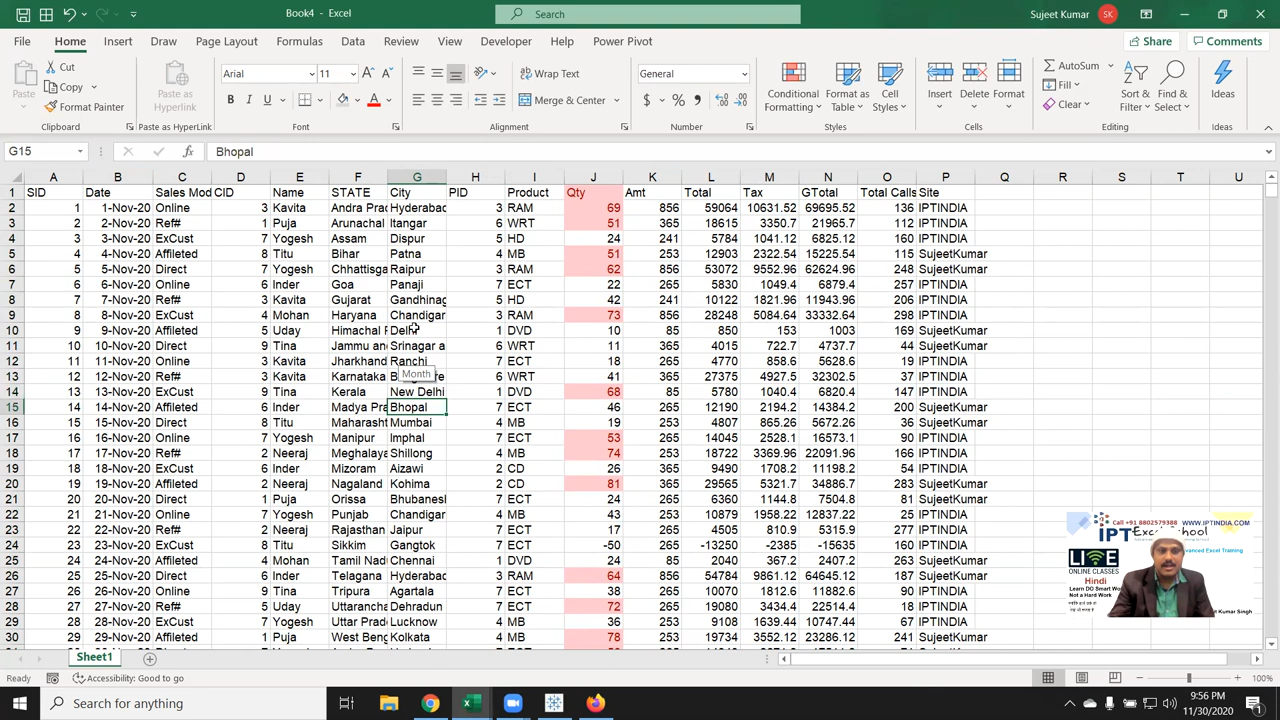 Book4 - Excel
Search
Sujeet Kumar
SK
File Home Insert Draw Page Layout Formulas Data Review View Developer Help Power Pivot
Share Comments
Paste Cut Copy Format Painter
Paste as Hyperlink
Arial 11
B I U
Wrap Text
Merge & Center
General
$ % ,
Conditional Formatting Format as Table Cell Styles
Insert Delete Format
AutoSum Fill Clear
Sort & Filter Find & Select
Ideas
Clipboard Paste as HyperLink Font Alignment Number Styles Cells Editing Ideas
G15 fx Bhopal
A B C D E F G H I J K L M N O P Q R S T U
1 SID Date Sales Mod CID Name STATE City PID Product Qty Amt Total Tax GTotal Total Calls Site
2 1 1-Nov-20 Online 3 Kavita Andra Prac Hyderabac 3 RAM 69 856 59064 10631.52 69695.52 136 IPTINDIA
3 2 2-Nov-20 Ref# 1 Puja Arunachal Itangar 6 WRT 51 365 18615 3350.7 21965.7 112 IPTINDIA
4 3 3-Nov-20 ExCust 7 Yogesh Assam Dispur 5 HD 24 241 5784 1041.12 6825.12 160 IPTINDIA
5 4 4-Nov-20 Affileted 8 Titu Bihar Patna 4 MB 51 253 12903 2322.54 15225.54 115 SujeetKumar
6 5 5-Nov-20 Direct 7 Yogesh Chhattisga Raipur 3 RAM 62 856 53072 9552.96 62624.96 248 SujeetKumar
7 6 6-Nov-20 Online 6 Inder Goa Panaji 7 ECT 22 265 5830 1049.4 6879.4 257 IPTINDIA
8 7 7-Nov-20 Ref# 3 Kavita Gujarat Gandhinag 5 HD 42 241 10122 1821.96 11943.96 206 IPTINDIA
9 8 8-Nov-20 ExCust 4 Mohan Haryana Chandigar 3 RAM 73 856 28248 5084.64 33332.64 298 IPTINDIA
10 9 9-Nov-20 Affileted 5 Uday Himachal F Delhi 1 DVD 10 85 850 153 1003 169 SujeetKumar
11 10 10-Nov-20 Direct 9 Tina Jammu an Srinagar a 6 WRT 11 365 4015 722.7 4737.7 44 SujeetKumar
12 11 11-Nov-20 Online 3 Kavita Jharkhand Ranchi 7 ECT 18 265 4770 858.6 5628.6 19 IPTINDIA
13 12 12-Nov-20 Ref# 3 Kavita Karnataka 6 WRT 41 365 27375 4927.5 32302.5 37 IPTINDIA
Month
14 13 13-Nov-20 ExCust 9 Tina Kerala New Delhi 1 DVD 68 85 5780 1040.4 6820.4 147 IPTINDIA
15 14 14-Nov-20 Affileted 6 Inder Madya Pra Bhopal 7 ECT 46 265 12190 2194.2 14384.2 200 SujeetKumar
16 15 15-Nov-20 Direct 8 Titu Maharasht Mumbai 4 MB 19 253 4807 865.26 5672.26 263 SujeetKumar
17 16 16-Nov-20 Online 7 Yogesh Manipur Imphal 7 ECT 53 265 14045 2528.1 16573.1 90 IPTINDIA
18 17 17-Nov-20 Ref# 2 Neeraj Meghalaya Shillong 4 MB 74 253 18722 3369.96 22091.96 166 IPTINDIA
19 18 18-Nov-20 ExCust 6 Inder Mizoram Aizawi 2 CD 26 365 9490 1708.2 11198.2 54 IPTINDIA
20 19 19-Nov-20 Affileted 2 Neeraj Nagaland Kohima 2 CD 81 365 29565 5321.7 34886.7 283 SujeetKumar
21 20 20-Nov-20 Direct 1 Puja Orissa Bhubanesl 7 ECT 24 265 6360 1144.8 7504.8 81 SujeetKumar
22 21 21-Nov-20 Online 7 Yogesh Punjab Chandigar 4 MB 43 253 10879 1958.22 12837.22 25 IPTINDIA
23 22 22-Nov-20 Ref# 2 Neeraj Rajasthan Jaipur 7 ECT 17 265 4505 810.9 5315.9 277 IPTINDIA
24 23 23-Nov-20 ExCust 8 Titu Sikkim Gangtok 7 ECT -50 265 -13250 -2385 -15635 160 IPTINDIA
25 24 24-Nov-20 Affileted 4 Mohan Tamil Nad Chennai 1 DVD 24 85 2040 367.2 2407.2 263 SujeetKumar
26 25 25-Nov-20 Direct 6 Inder Telagana Hyderabac 3 RAM 64 856 54784 9861.12 64645.12 187 SujeetKumar
27 26 26-Nov-20 Online 9 Tina Tripura Agartala 7 ECT 38 265 10070 1812.6 11882.6 90 IPTINDIA
28 27 27-Nov-20 Ref# 5 Uday Uttaranch Dehradun 7 ECT 72 265 19080 3434.4 22514.4 18 IPTINDIA
29 28 28-Nov-20 ExCust 7 Yogesh Uttar Prad Lucknow 4 MB 36 253 9108 1639.44 10747.44 67 IPTINDIA
30 29 29-Nov-20 Affileted 1 Puja West Beng Kolkata 4 MB 78 253 19734 3552.12 23286.12 241 SujeetKumar
Call +91 8802579388 WWW.IPTINDIA.COM
IPT Excel School
LIVE
ONLINE CLASSES
Hindi
Learn DO Smart Wo
Not a Hard Work
Advanced Excel Training
Kumar Singh
Sheet1
Ready Accessibility: Good to go 100%
Search for anything
9:56 PM
11/30/2020